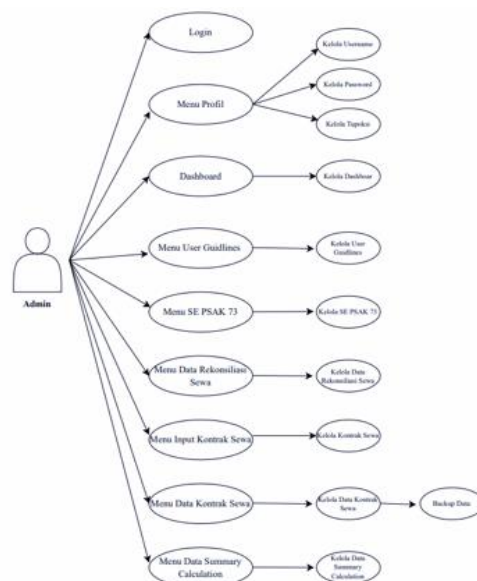 Login
Kelola Username
Menu Profil
Kelola Password
Kelola Tupoksi
Dashboard
Kelola Dashboar
Menu User Guidlines
Kelola User
Guidlines
Admin
Menu SE PSAK 73
Kelola SE PSAK 73
Menu Data Rekonsiliasi
Sewa
Kelola Data
Rekonsiliasi Sewa
Menu Input Kontrak Sewa
Kelola Kontrak Sewa
Menu Data Kontrak Sewa
Kelola Data Kontrak
Sewa
Backup Data
Menu Data Summary
Calculation
Kelola Data
Summary
Calculation